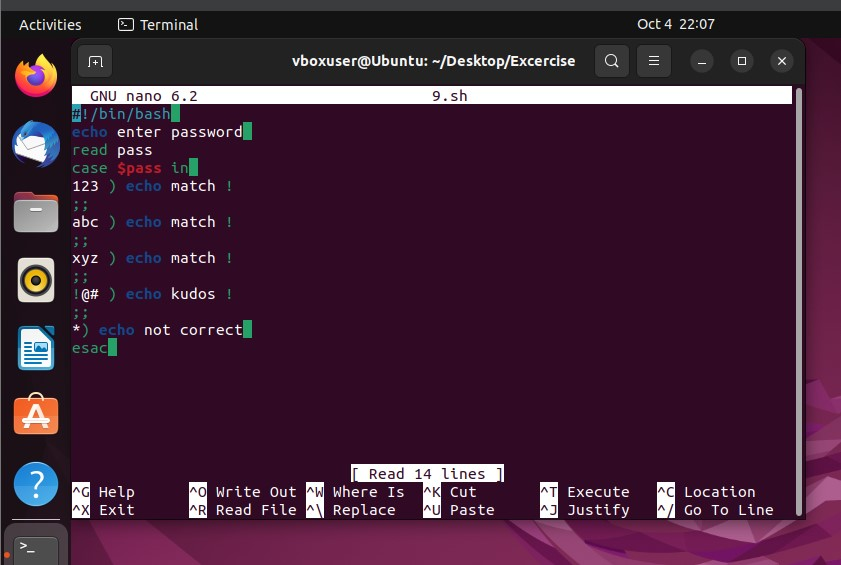 Activities Terminal Oct 4 22:07
vboxuser@Ubuntu: ~/Desktop/Excercise
GNU nano 6.2 9.sh
#!/bin/bash
echo enter password
read pass
case $pass in
123 ) echo match !
;;
abc ) echo match !
;;
xyz ) echo match !
;;
!@# ) echo kudos !
;;
*) echo not correct
esac
[ Read 14 lines ]
^G Help ^O Write Out ^W Where Is ^K Cut ^T Execute ^C Location
^X Exit ^R Read File ^\ Replace ^U Paste ^J Justify ^/ Go To Line